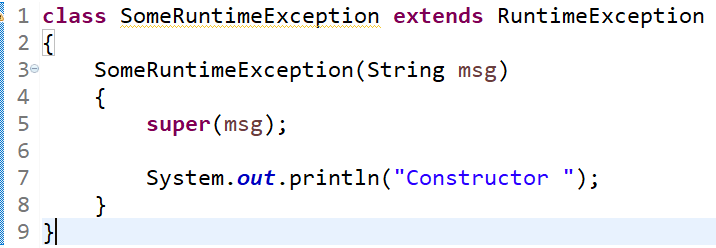 1 class SomeRuntimeException extends RuntimeException
2 {
3     SomeRuntimeException(String msg)
4     {
5         super(msg);
6
7         System.out.println("Constructor ");
8     }
9 }